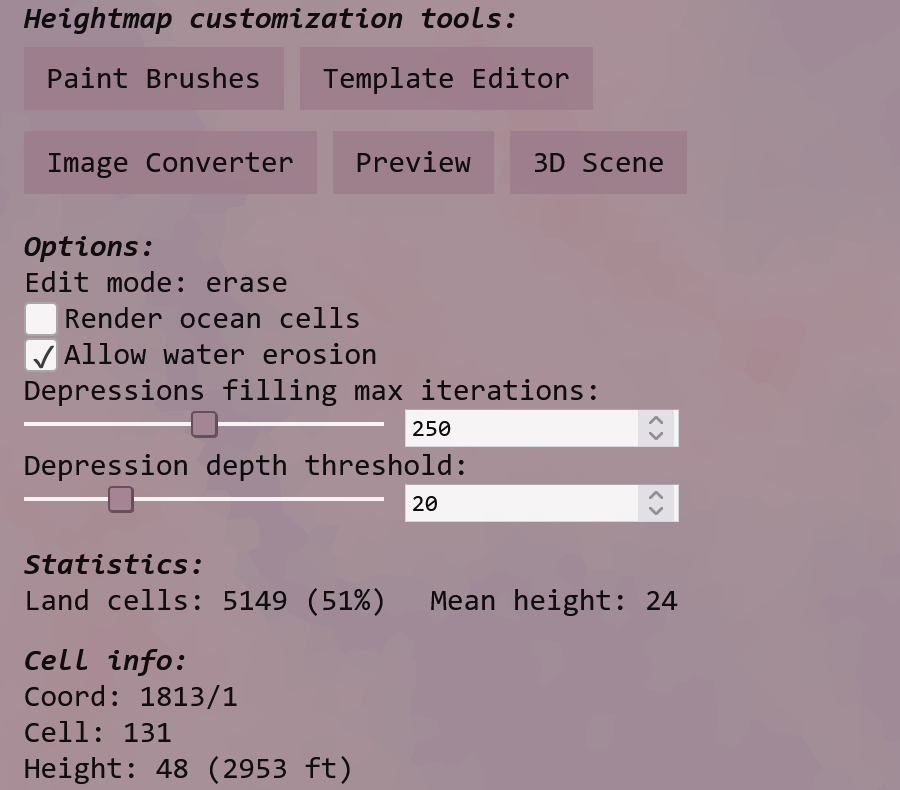 Heightmap customization tools:
Paint Brushes Template Editor
Image Converter Preview 3D Scene
Options:
Edit mode: erase
Render ocean cells
Allow water erosion
Depressions filling max iterations:
250
Depression depth threshold:
20
Statistics:
Land cells: 5149 (51%) Mean height: 24
Cell info:
Coord: 1813/1
Cell: 131
Height: 48 (2953 ft)